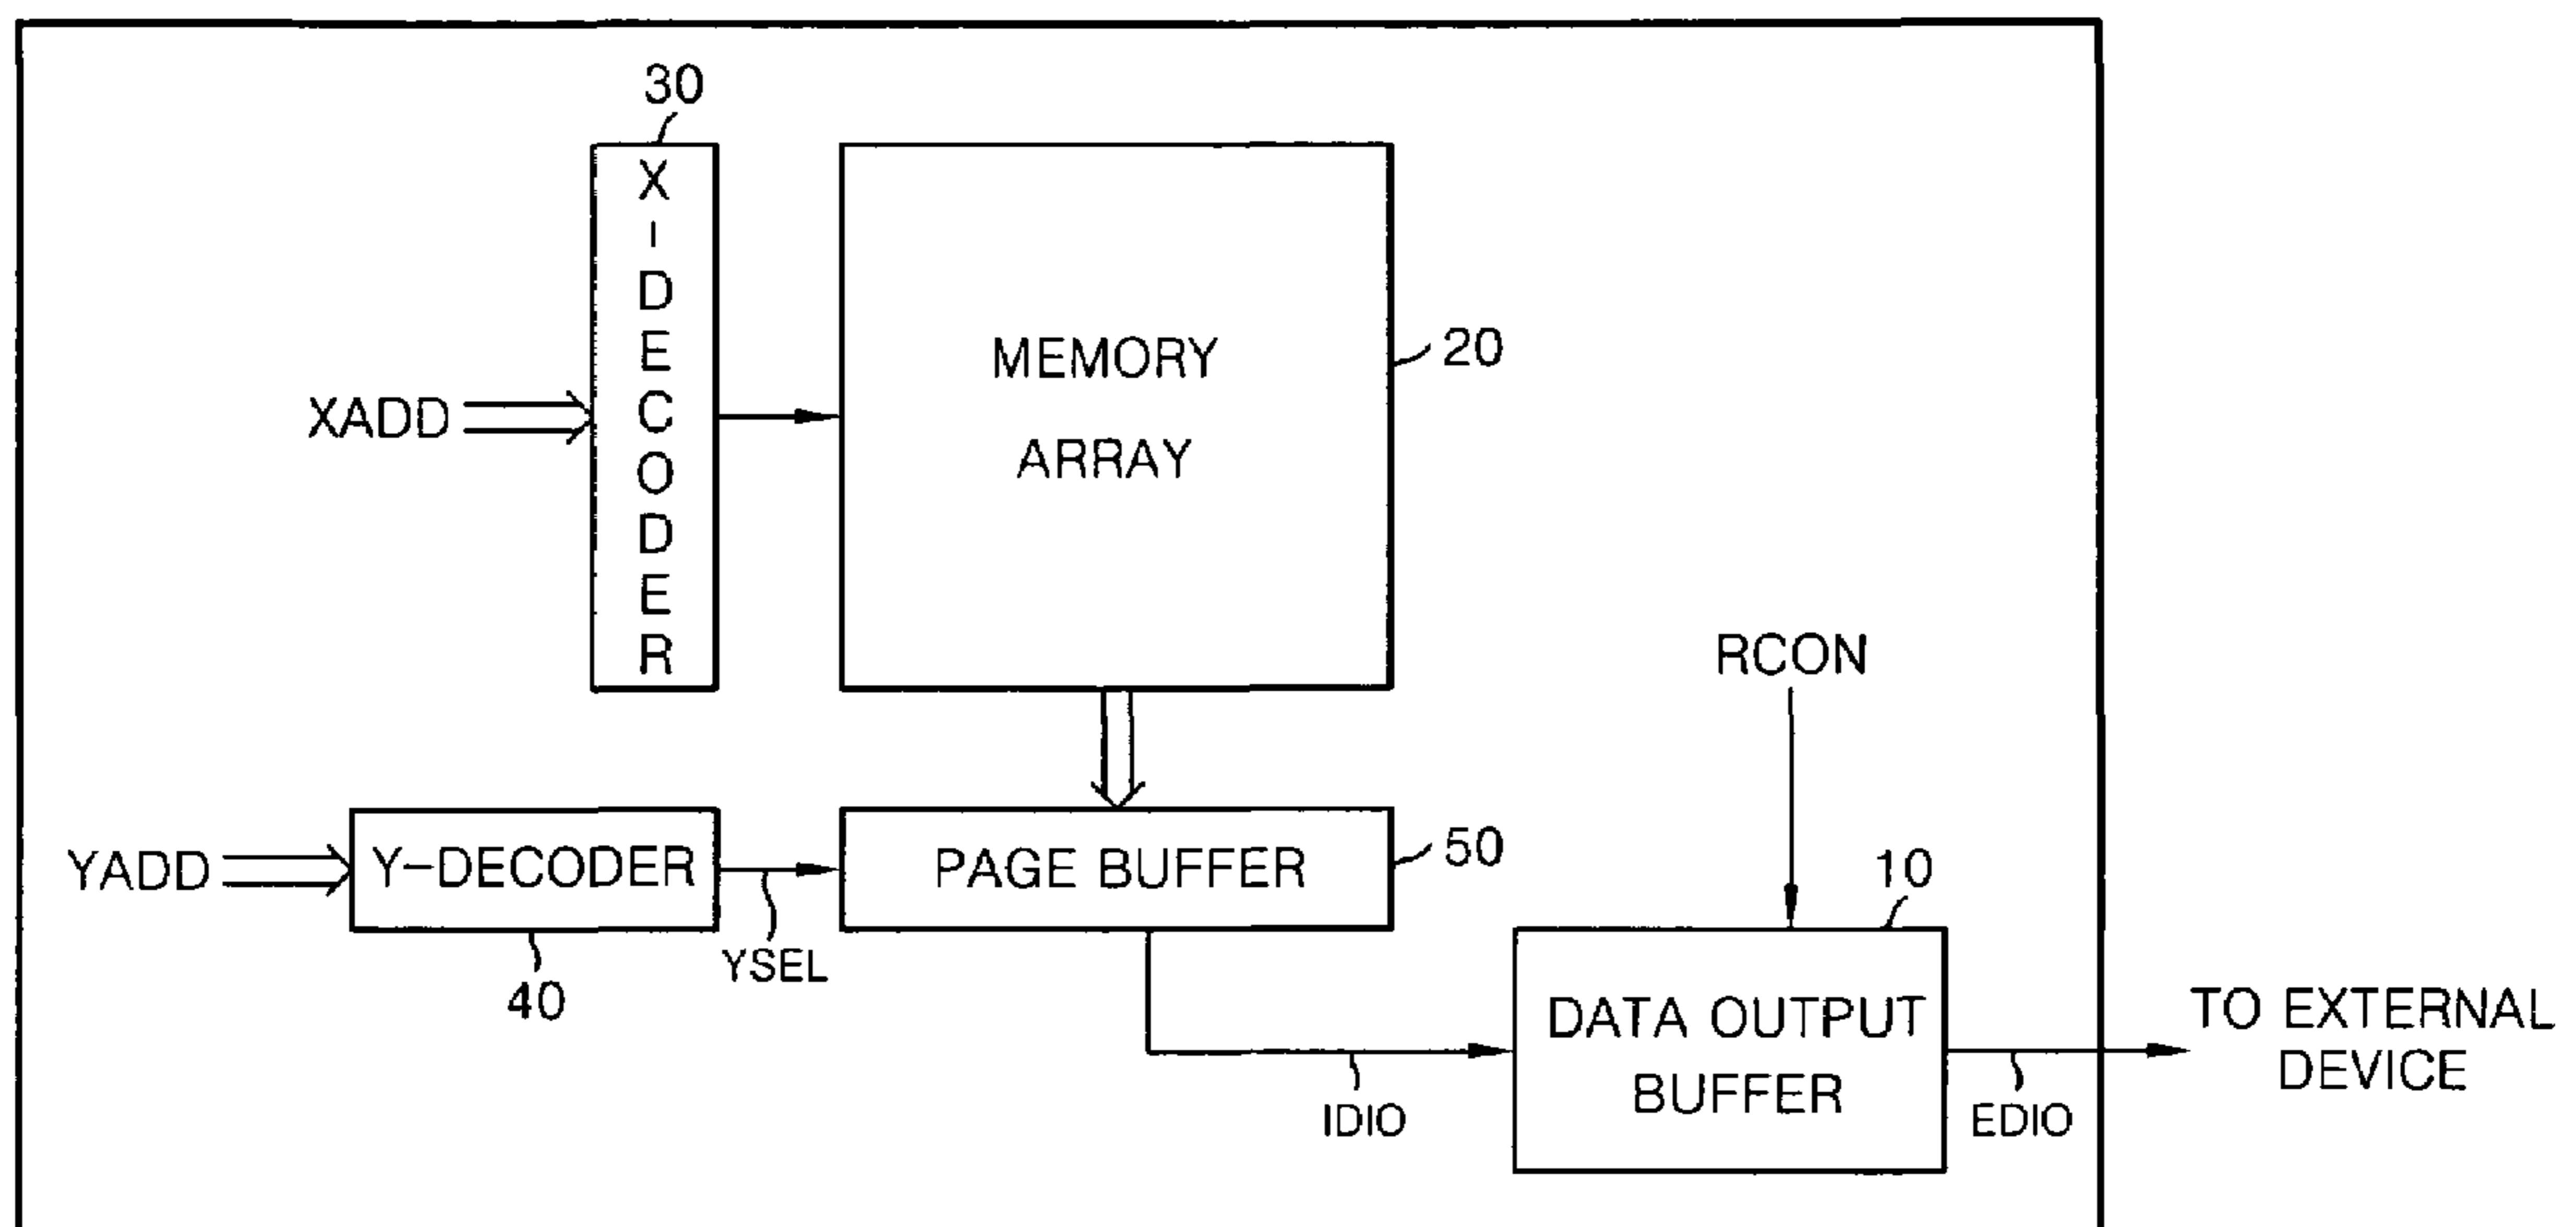 30
X-DECODER
MEMORY
ARRAY
20
XADD
RCON
YADD
Y-DECODER
YSEL
40
PAGE BUFFER
50
10
DATA OUTPUT
BUFFER
IDIO
EDIO
TO EXTERNAL
DEVICE